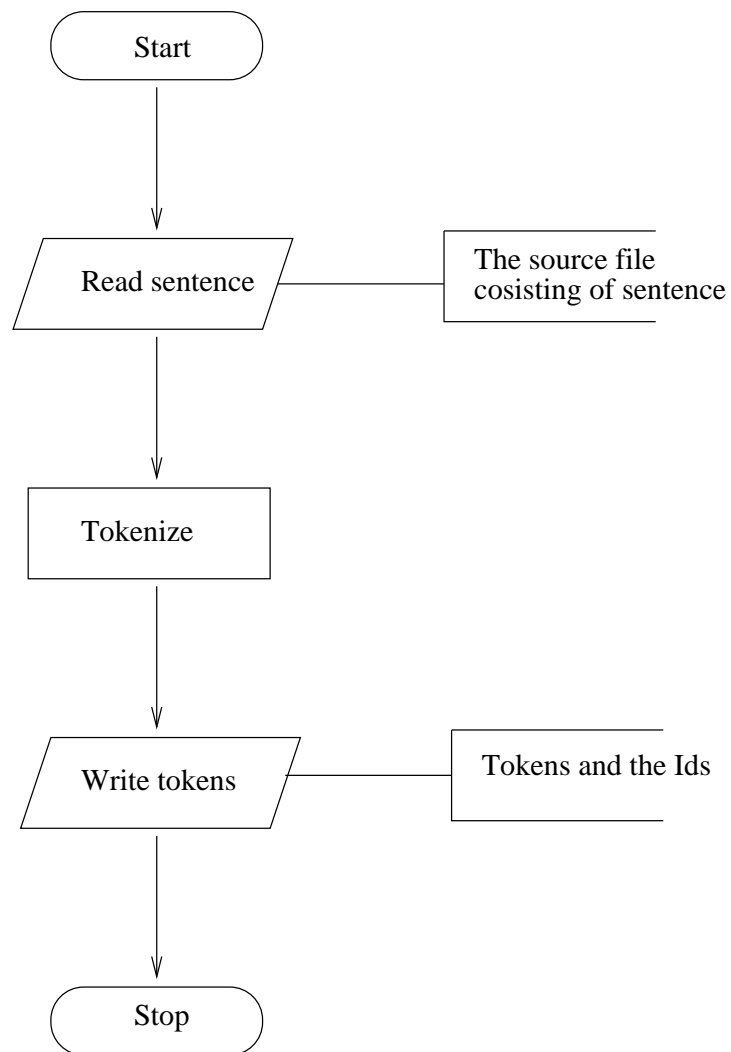 Start
Read sentence
The source file
cosisting of sentence
Tokenize
Write tokens
Tokens and the Ids
Stop